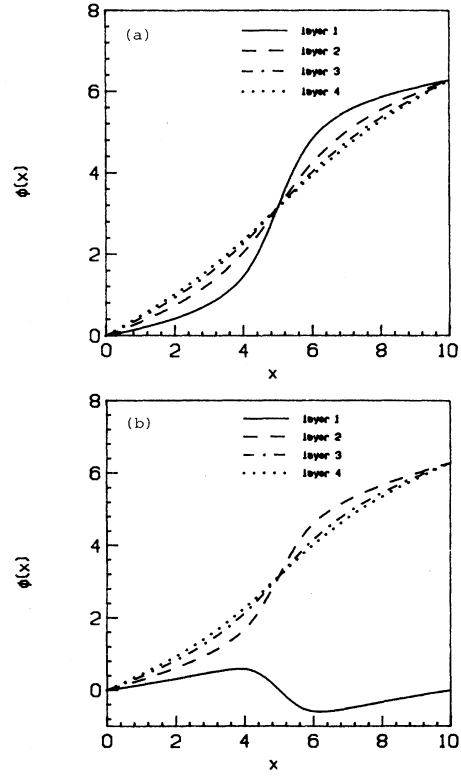 8
(a)
layer 1
layer 2
layer 3
layer 4
6
4
2
0
ϕ(x)
0 2 4 6 8 10
x
8
(b)
layer 1
layer 2
layer 3
layer 4
6
4
2
0
ϕ(x)
0 2 4 6 8 10
x